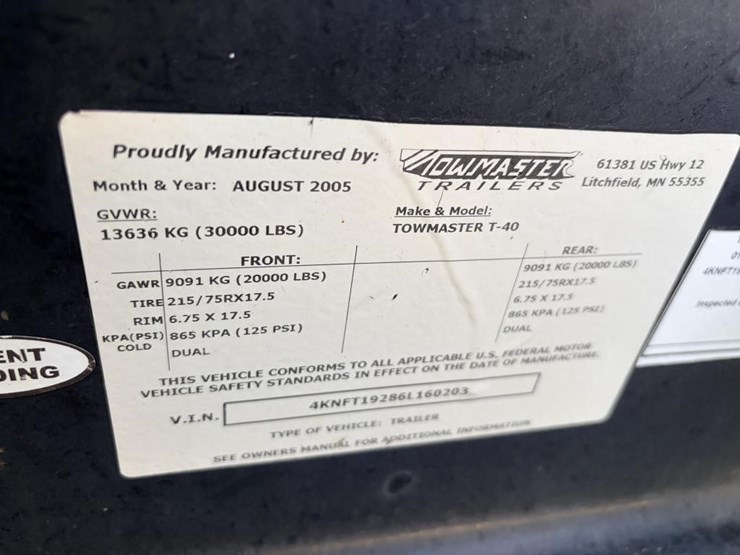 Proudly Manufactured by:
TOWMASTER
TRAILERS
61381 US Hwy 12
Litchfield, MN 55355
Month & Year: AUGUST 2005
GVWR:
13636 KG (30000 LBS)
Make & Model:
TOWMASTER T-40
FRONT:
REAR:
GAWR 9091 KG (20000 LBS) 9091 KG (20000 LBS)
TIRE 215/75RX17.5 215/75RX17.5
RIM 6.75 X 17.5 6.75 X 17.5
KPA(PSI) 865 KPA (125 PSI) 865 KPA (125 PSI)
COLD DUAL DUAL
THIS VEHICLE CONFORMS TO ALL APPLICABLE U.S. FEDERAL MOTOR
VEHICLE SAFETY STANDARDS IN EFFECT ON THE DATE OF MANUFACTURE.
V.I.N. 4KNFT19286L160203
TYPE OF VEHICLE: TRAILER
SEE OWNERS MANUAL FOR ADDITIONAL INFORMATION
ENT
DING
Inspected